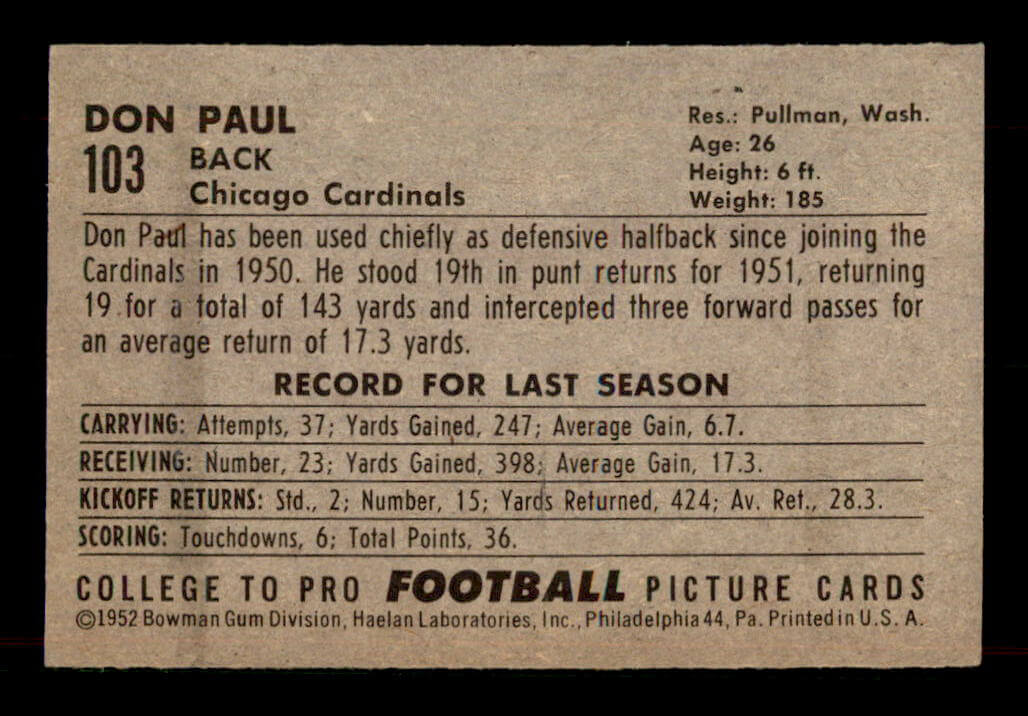 DON PAUL
103 BACK
Chicago Cardinals
Res.: Pullman, Wash.
Age: 26
Height: 6 ft.
Weight: 185
Don Paul has been used chiefly as defensive halfback since joining the
Cardinals in 1950. He stood 19th in punt returns for 1951, returning
19 for a total of 143 yards and intercepted three forward passes for
an average return of 17.3 yards.
RECORD FOR LAST SEASON
CARRYING: Attempts, 37; Yards Gained, 247; Average Gain, 6.7.
RECEIVING: Number, 23; Yards Gained, 398; Average Gain, 17.3.
KICKOFF RETURNS: Std., 2; Number, 15; Yards Returned, 424; Av. Ret., 28.3.
SCORING: Touchdowns, 6; Total Points, 36.
COLLEGE TO PRO FOOTBALL PICTURE CARDS
©1952 Bowman Gum Division, Haelan Laboratories, Inc., Philadelphia 44, Pa. Printed in U. S. A.